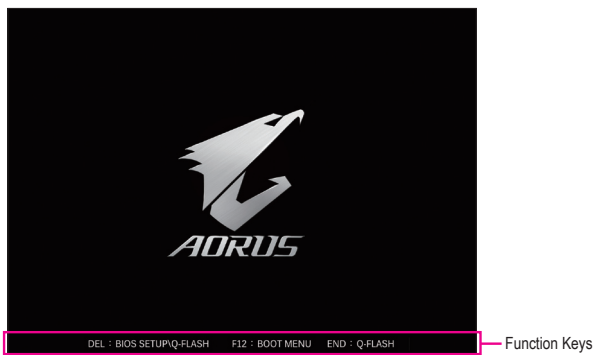 AORUS
DEL : BIOS SETUP\Q-FLASH F12 : BOOT MENU END : Q-FLASH
Function Keys